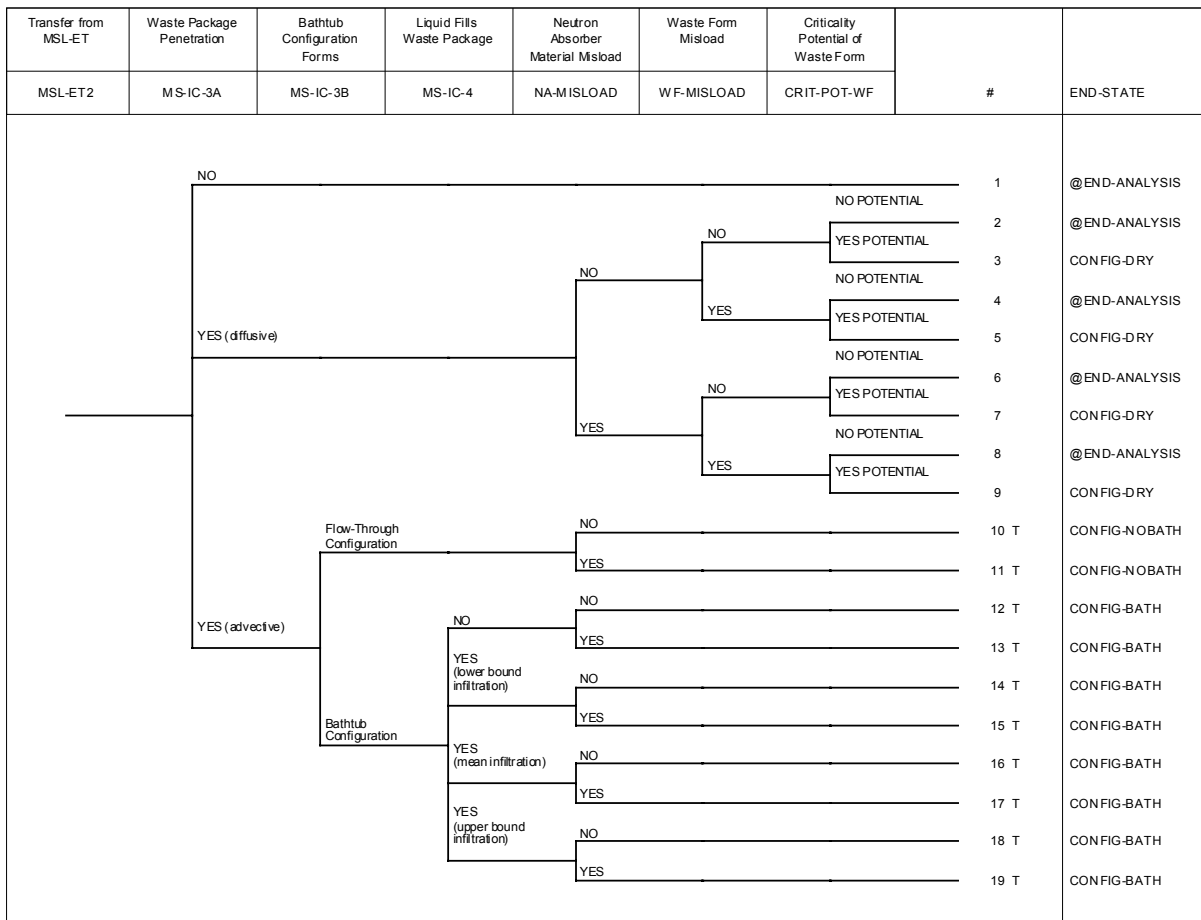 Transfer from
MSL-ET
Waste Package
Penetration
Bathtub
Configuration
Forms
Liquid Fills
Waste Package
Neutron
Absorber
Material Misload
Waste Form
Misload
Criticality
Potential of
Waste Form
MSL-ET2
MS-IC-3A
MS-IC-3B
MS-IC-4
NA-MISLOAD
WF-MISLOAD
CRIT-POT-WF
#
END-STATE
NO
1 @END-ANALYSIS
NO POTENTIAL
2 @END-ANALYSIS
NO
YES POTENTIAL
3 CONFIG-DRY
NO
NO POTENTIAL
4 @END-ANALYSIS
YES
YES POTENTIAL
YES (diffusive)
5 CONFIG-DRY
NO POTENTIAL
6 @END-ANALYSIS
NO
YES POTENTIAL
7 CONFIG-DRY
YES
NO POTENTIAL
8 @END-ANALYSIS
YES
YES POTENTIAL
9 CONFIG-DRY
Flow-Through
Configuration
NO
10 T CONFIG-NOBATH
YES
11 T CONFIG-NOBATH
NO
12 T CONFIG-BATH
YES (advective)
NO
YES
13 T CONFIG-BATH
YES
(lower bound
infiltration)
NO
14 T CONFIG-BATH
Bathtub
Configuration
YES
15 T CONFIG-BATH
YES
(mean infiltration)
NO
16 T CONFIG-BATH
YES
17 T CONFIG-BATH
YES
(upper bound
infiltration)
NO
18 T CONFIG-BATH
YES
19 T CONFIG-BATH